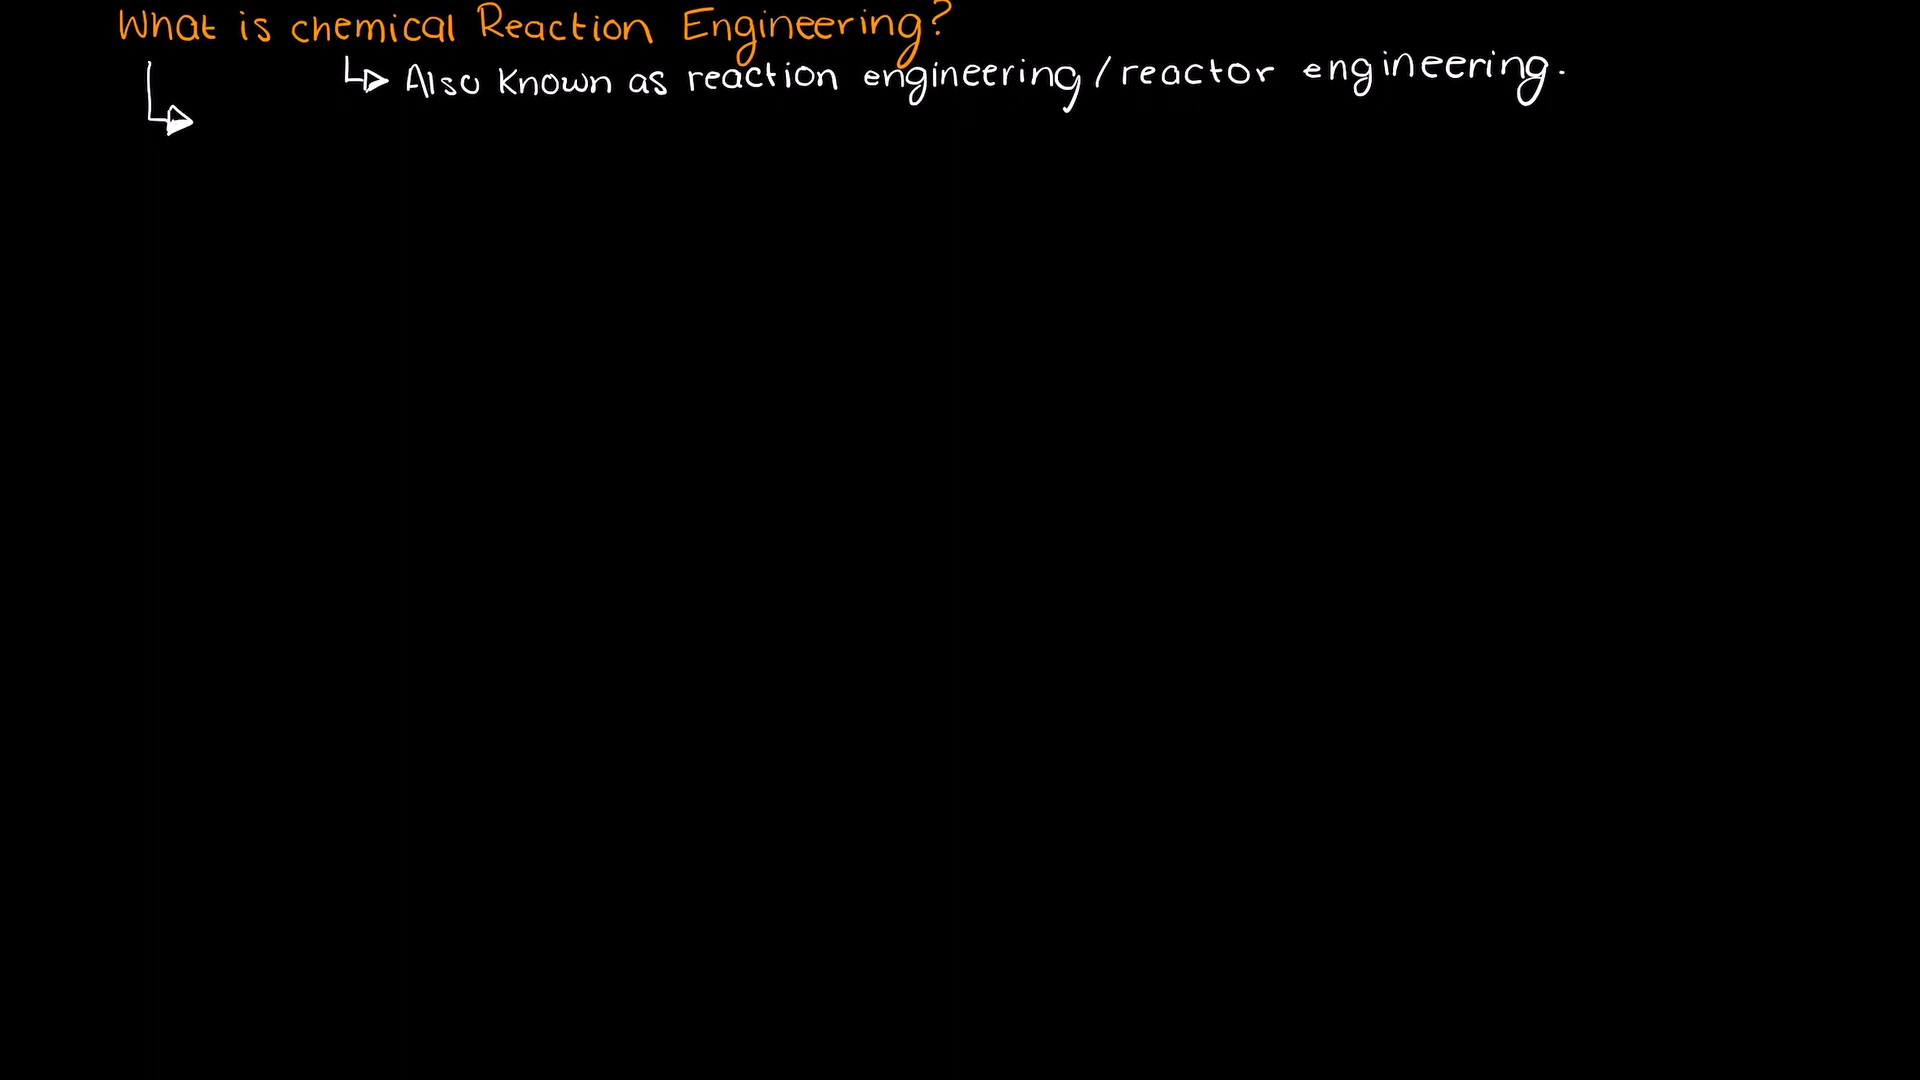 What is chemical Reaction Engineering?
Also known as reaction engineering/reactor engineering.